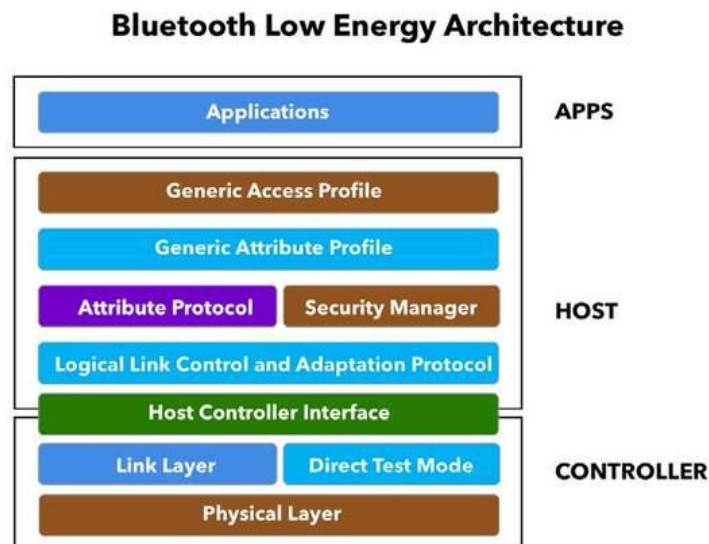 Bluetooth Low Energy Architecture
Applications
APPS
Generic Access Profile
Generic Attribute Profile
Attribute Protocol
Security Manager
HOST
Logical Link Control and Adaptation Protocol
Host Controller Interface
Link Layer
Direct Test Mode
CONTROLLER
Physical Layer